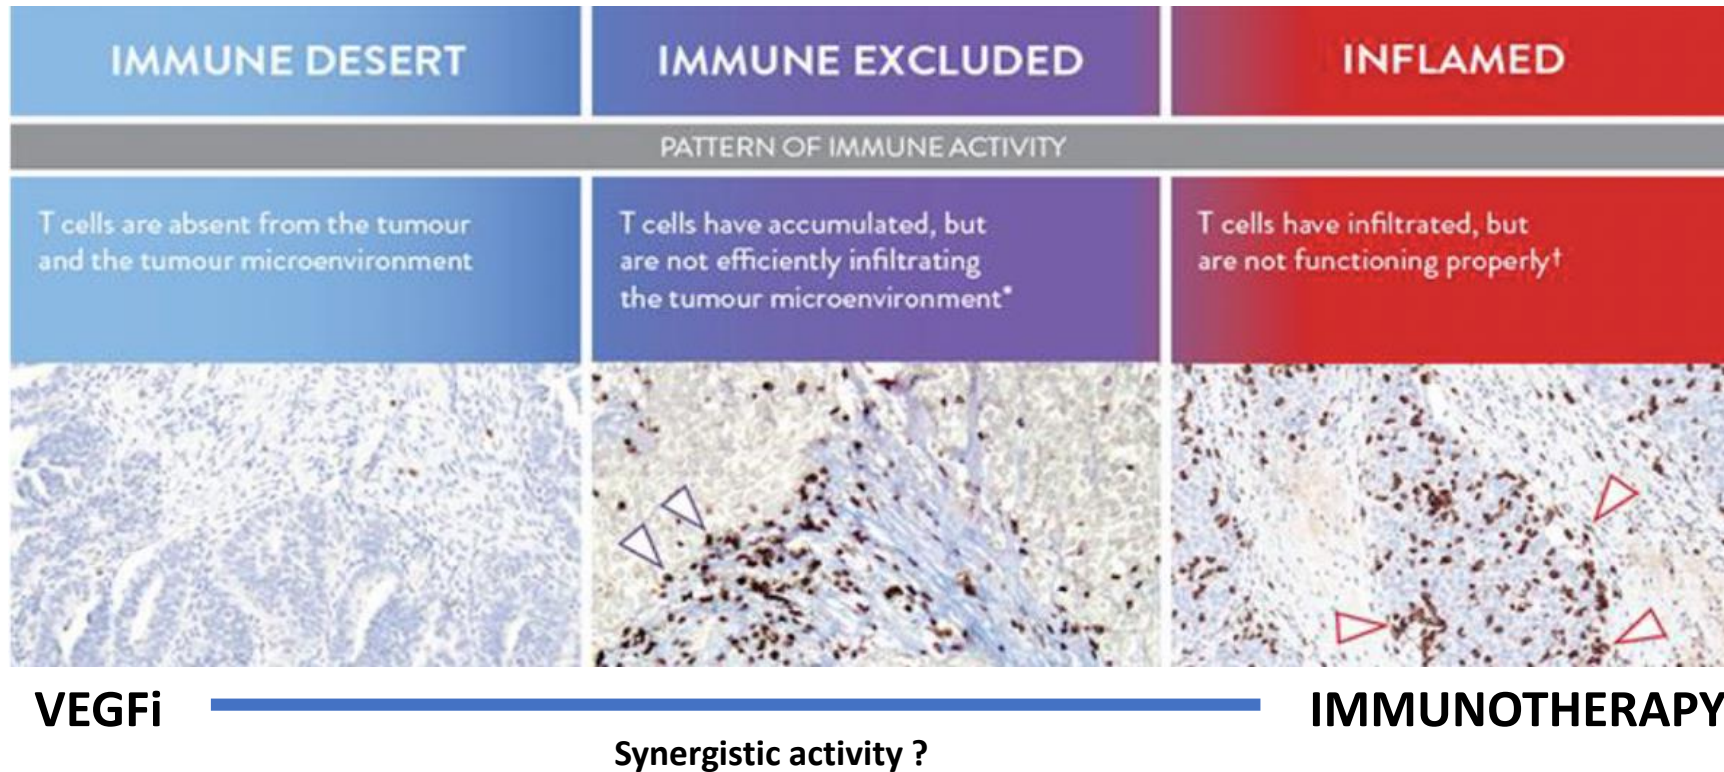 IMMUNE DESERT
IMMUNE EXCLUDED
INFLAMED
PATTERN OF IMMUNE ACTIVITY
T cells are absent from the tumour
and the tumour microenvironment
T cells have accumulated, but
are not efficiently infiltrating
the tumour microenvironment*
T cells have infiltrated, but
are not functioning properly†
VEGFi
IMMUNOTHERAPY
Synergistic activity ?